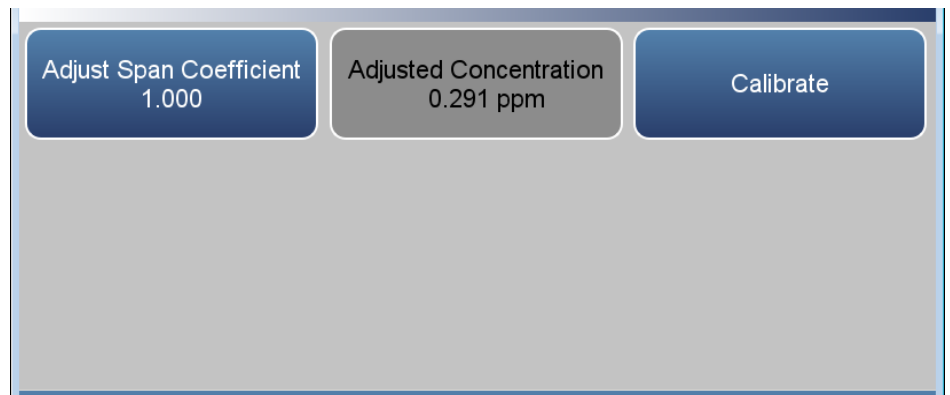 Adjust Span Coefficient
1.000
Adjusted Concentration
0.291 ppm
Calibrate